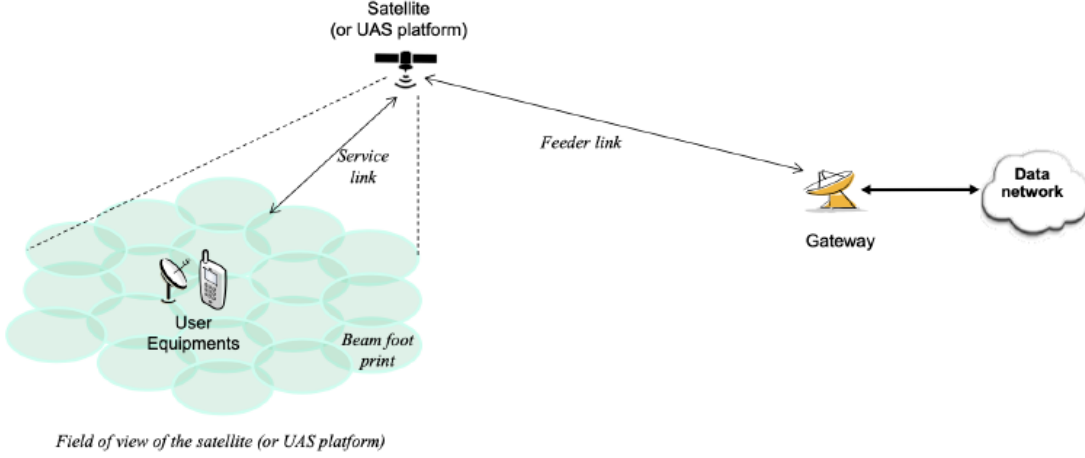 Satellite
(or UAS platform)
Feeder link
Service
link
Data
network
Gateway
User
Equipments
Beam foot
print
Field of view of the satellite (or UAS platform)